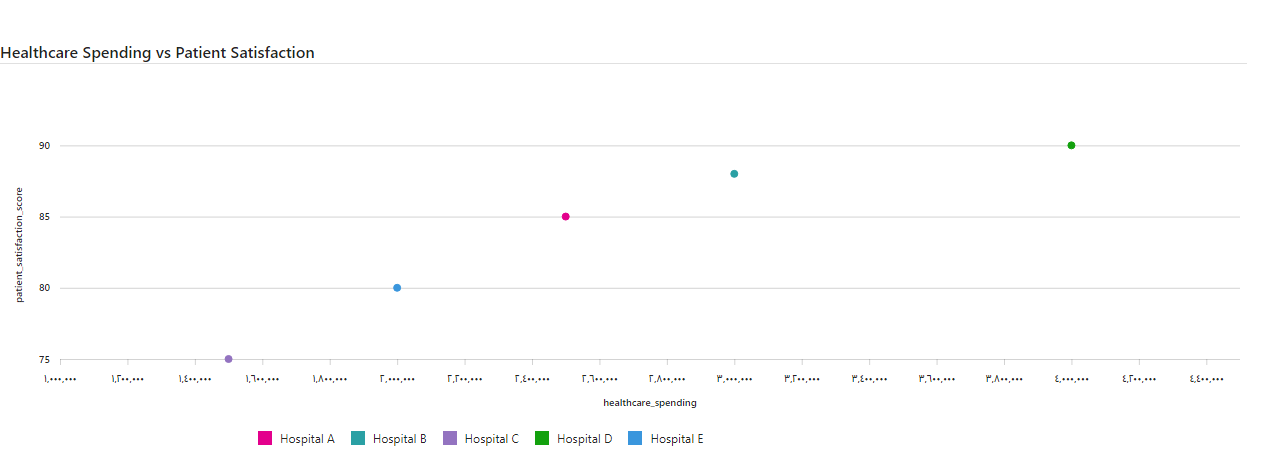 Healthcare Spending vs Patient Satisfaction
90
85
80
75
patient_satisfaction_score
١,٠٠٠,٠٠٠ ١,٢٠٠,٠٠٠ ١,٤٠٠,٠٠٠ ١,٦٠٠,٠٠٠ ١,٨٠٠,٠٠٠ ٢,٠٠٠,٠٠٠ ٢,٢٠٠,٠٠٠ ٢,٤٠٠,٠٠٠ ٢,٦٠٠,٠٠٠ ٢,٨٠٠,٠٠٠ ٣,٠٠٠,٠٠٠ ٣,٢٠٠,٠٠٠ ٣,٤٠٠,٠٠٠ ٣,٦٠٠,٠٠٠ ٣,٨٠٠,٠٠٠ ٤,٠٠٠,٠٠٠ ٤,٢٠٠,٠٠٠ ٤,٤٠٠,٠٠٠
healthcare_spending
Hospital A Hospital B Hospital C Hospital D Hospital E